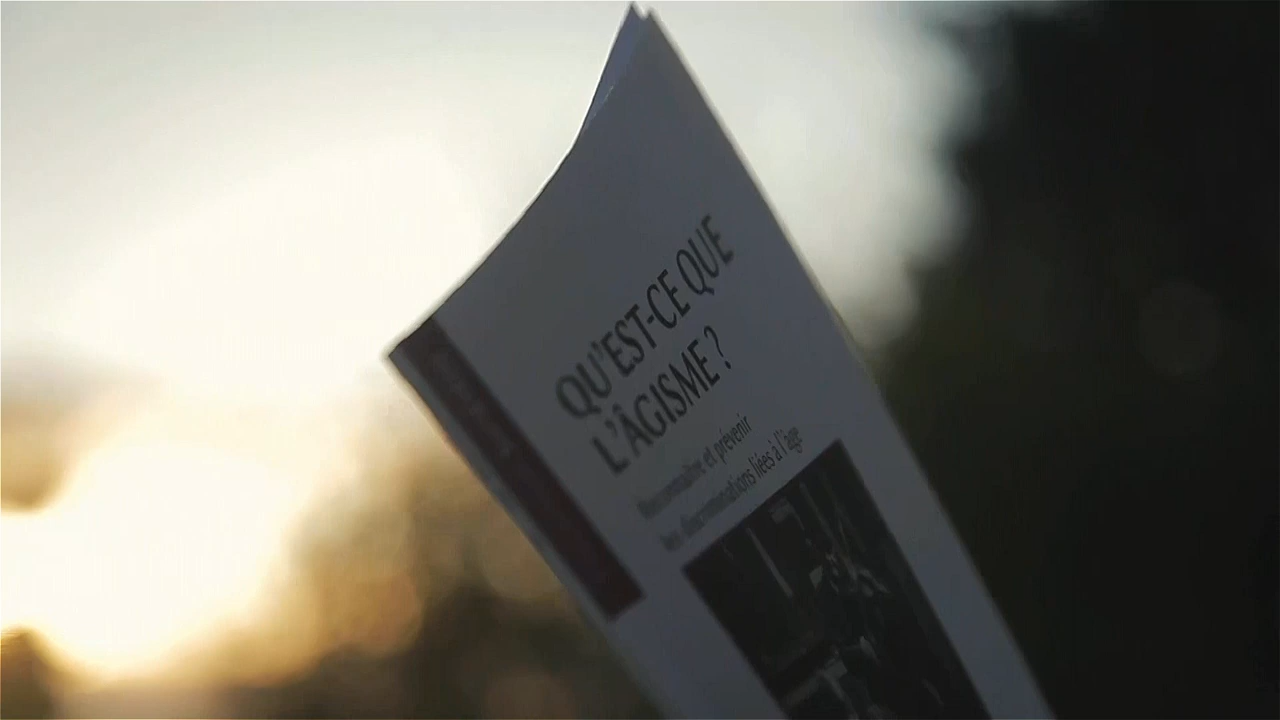 QU'EST-CE QUE
L'ÂGISME ?
Reconnaître et prévenir
les discriminations liées à l'âge